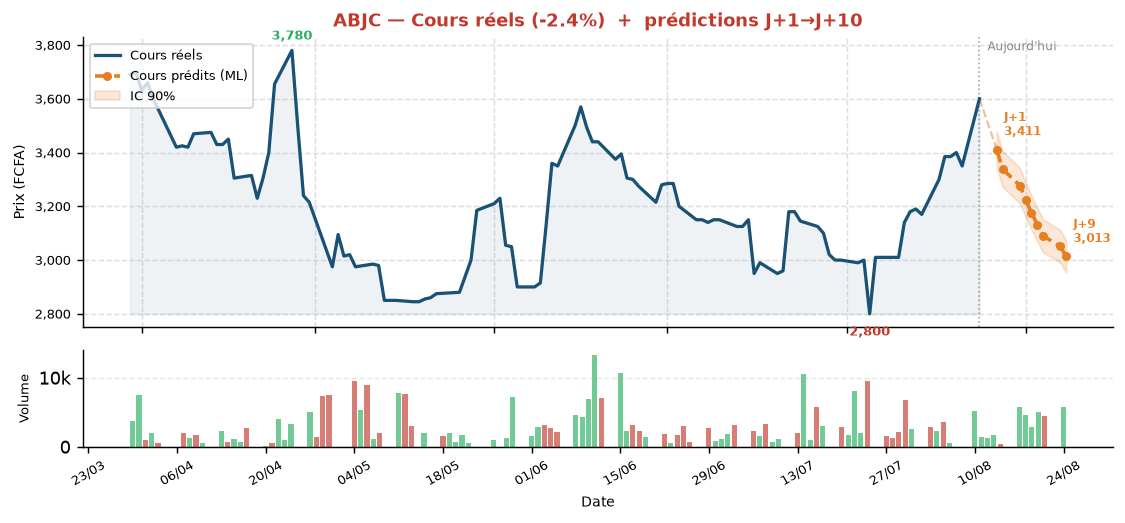 ABJC — Cours réels (-2.4%)  +  prédictions J+1→J+10
3,780
Aujourd'hui
Cours réels
Cours prédits (ML)
IC 90%
J+1
3,411
J+9
3,013
2,800
Prix (FCFA)
3,800
3,600
3,400
3,200
3,000
2,800
Volume
10k
0
23/03
06/04
20/04
04/05
18/05
01/06
15/06
29/06
13/07
27/07
10/08
24/08
Date